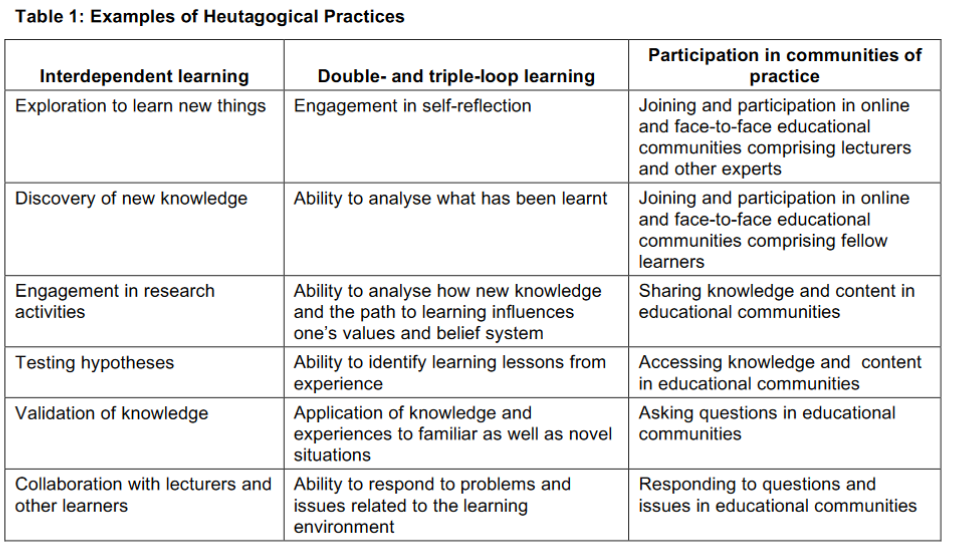 Table 1: Examples of Heutagogical Practices
Interdependent learning
Double- and triple-loop learning
Participation in communities of
practice
Exploration to learn new things
Engagement in self-reflection
Joining and participation in online
and face-to-face educational
communities comprising lecturers
and other experts
Discovery of new knowledge
Ability to analyse what has been learnt
Joining and participation in online
and face-to-face educational
communities comprising fellow
learners
Engagement in research
activities
Ability to analyse how new knowledge
and the path to learning influences
one's values and belief system
Sharing knowledge and content in
educational communities
Testing hypotheses
Ability to identify learning lessons from
experience
Accessing knowledge and content
in educational communities
Validation of knowledge
Application of knowledge and
experiences to familiar as well as novel
situations
Asking questions in educational
communities
Collaboration with lecturers and
other learners
Ability to respond to problems and
issues related to the learning
environment
Responding to questions and
issues in educational communities